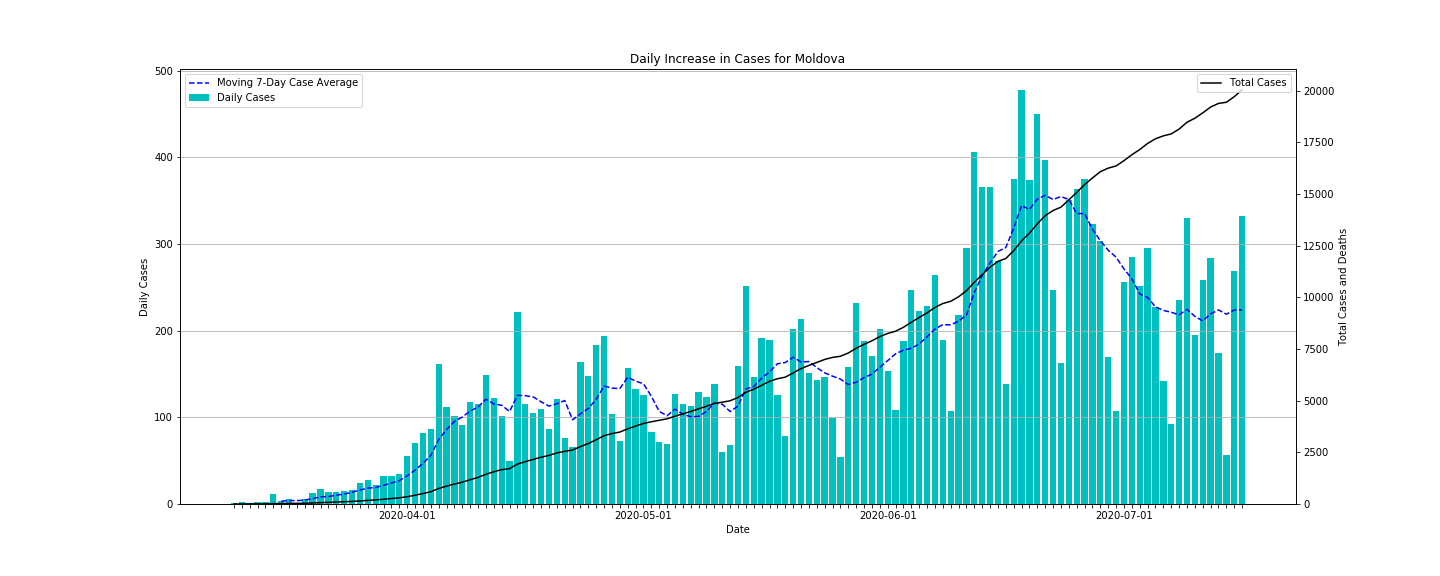 Daily Increase in Cases for Moldova
Moving 7-Day Case Average
Daily Cases
Total Cases
500
400
300
200
100
0
Daily Cases
20000
17500
15000
12500
10000
7500
5000
2500
0
Total Cases and Deaths
2020-04-01
2020-05-01
2020-06-01
2020-07-01
Date